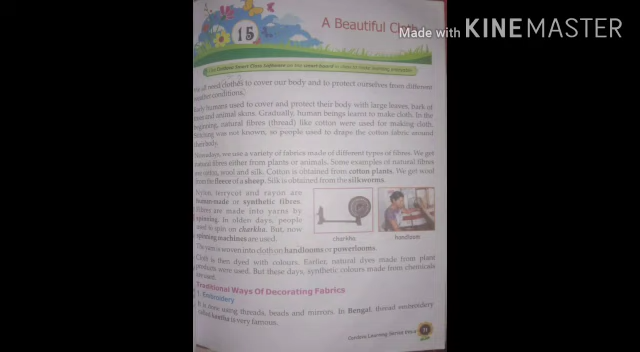 15
A Beautiful Cloth
Made with KINEMASTER
We all need clothes to cover our body and to protect ourselves from different
weather conditions.
Early humans used to cover and protect their body with large leaves, bark of
trees and animal skins. Gradually, human beings learnt to make cloth. In the
beginning, natural fibres (thread) like cotton were used for making cloth.
Stitching was not known, so people used to drape the cotton fabric around
their body.
Nowadays, we use a variety of fabrics made of different types of fibres. We get
natural fibres either from plants or animals. Some examples of natural fibres
are cotton, wool and silk. Cotton is obtained from cotton plants. We get wool
from the fleece of a sheep. Silk is obtained from the silkworms.
Nylon, terrycot and rayon are
human-made or synthetic fibres.
Fibres are made into yarns by
spinning. In olden days, people
used to spin on charkha. But, now
spinning machines are used.
charkha
handloom
The yarn is woven into cloth on handlooms or powerlooms.
Cloth is then dyed with colours. Earlier, natural dyes made from plant
products were used. But these days, synthetic colours made from chemicals
are used.
Traditional Ways Of Decorating Fabrics
1. Embroidery
It is done using threads, beads and mirrors. In Bengal, thread embroidery
called kantha is very famous.